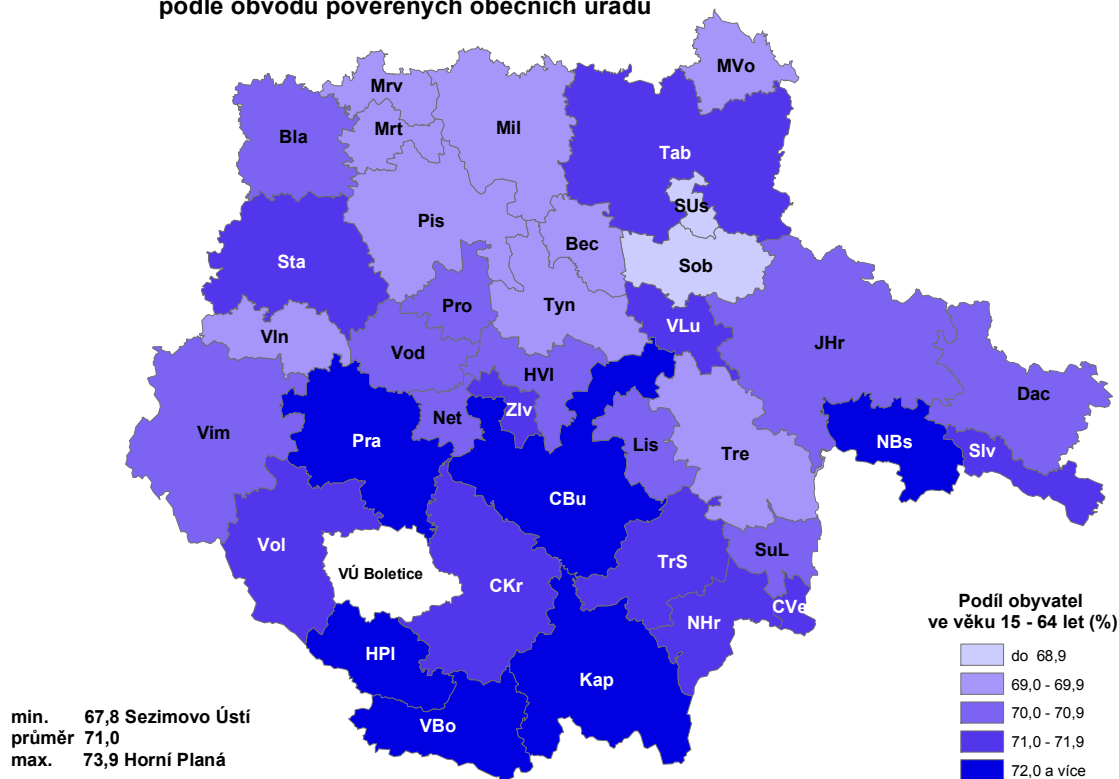 podle obvodů pověřených obecních úřadů
MVo
Mrv
Mrt
Mil
Bla
Tab
SUs
Pis
Bec
Sob
Sta
Pro
Tyn
VLu
Vln
Vod
JHr
HVl
Dac
Zlv
Net
Lis
Vim
Pra
Tre
NBs
Slv
CBu
Vol
SuL
TrS
VÚ Boletice
CKr
CVe
NHr
HPl
Kap
VBo
Podíl obyvatel
ve věku 15 - 64 let (%)
do 68,9
69,0 - 69,9
70,0 - 70,9
71,0 - 71,9
72,0 a více
min. 67,8 Sezimovo Ústí
průměr 71,0
max. 73,9 Horní Planá